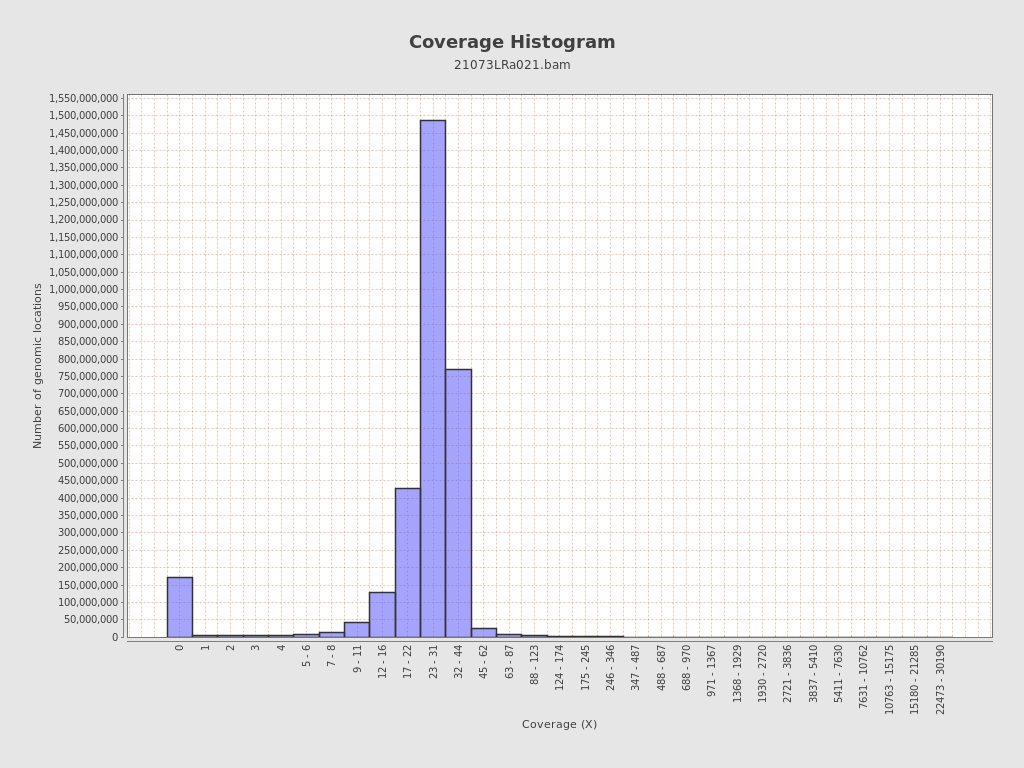 Coverage Histogram
21073LRa021.bam
1,550,000,000
1,500,000,000
1,450,000,000
1,400,000,000
1,350,000,000
1,300,000,000
1,250,000,000
1,200,000,000
1,150,000,000
1,100,000,000
1,050,000,000
1,000,000,000
950,000,000
900,000,000
850,000,000
800,000,000
750,000,000
700,000,000
650,000,000
600,000,000
550,000,000
500,000,000
450,000,000
400,000,000
350,000,000
300,000,000
250,000,000
200,000,000
150,000,000
100,000,000
50,000,000
0
Number of genomic locations
0
1
2
3
4
5 - 6
7 - 8
9 - 11
12 - 16
17 - 22
23 - 31
32 - 44
45 - 62
63 - 87
88 - 123
124 - 174
175 - 245
246 - 346
347 - 487
488 - 687
688 - 970
971 - 1367
1368 - 1929
1930 - 2720
2721 - 3836
3837 - 5410
5411 - 7630
7631 - 10762
10763 - 15175
15180 - 21285
22473 - 30190
Coverage (X)